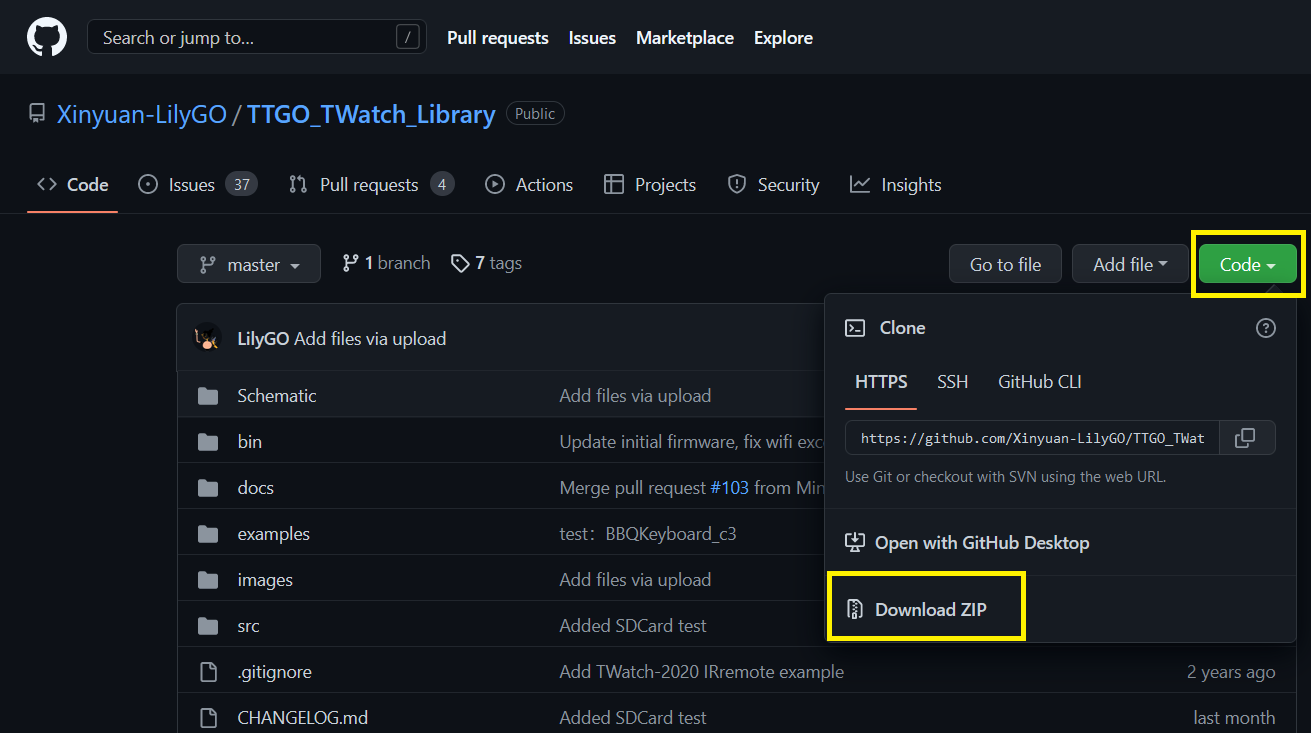 Search or jump to... /
Pull requests Issues Marketplace Explore
Xinyuan-LilyGO / TTGO_TWatch_Library Public
Code Issues 37 Pull requests 4 Actions Projects Security Insights
master 1 branch 7 tags Go to file Add file Code
LilyGO Add files via upload
Schematic Add files via upload
bin Update initial firmware, fix wifi exc
docs Merge pull request #103 from Min
examples test：BBQKeyboard_c3
images Add files via upload
src Added SDCard test
.gitignore Add TWatch-2020 IRremote example 2 years ago
CHANGELOG.md Added SDCard test last month
Clone
HTTPS SSH GitHub CLI
https://github.com/Xinyuan-LilyGO/TTGO_TWat
Use Git or checkout with SVN using the web URL.
Open with GitHub Desktop
Download ZIP